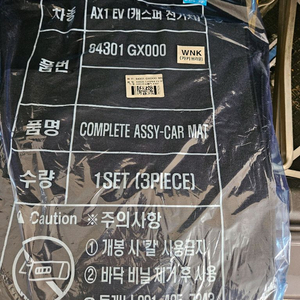 차종 AX1 EV (캐스퍼 전기차)
품번 84301 GX000
WNK
품명 COMPLETE ASSY-CAR MAT
수량 1SET (3PIECE)
Caution ※주의사항
① 개봉 시 '칼' 사용금지
② 바닥 비닐 제거 후 사용